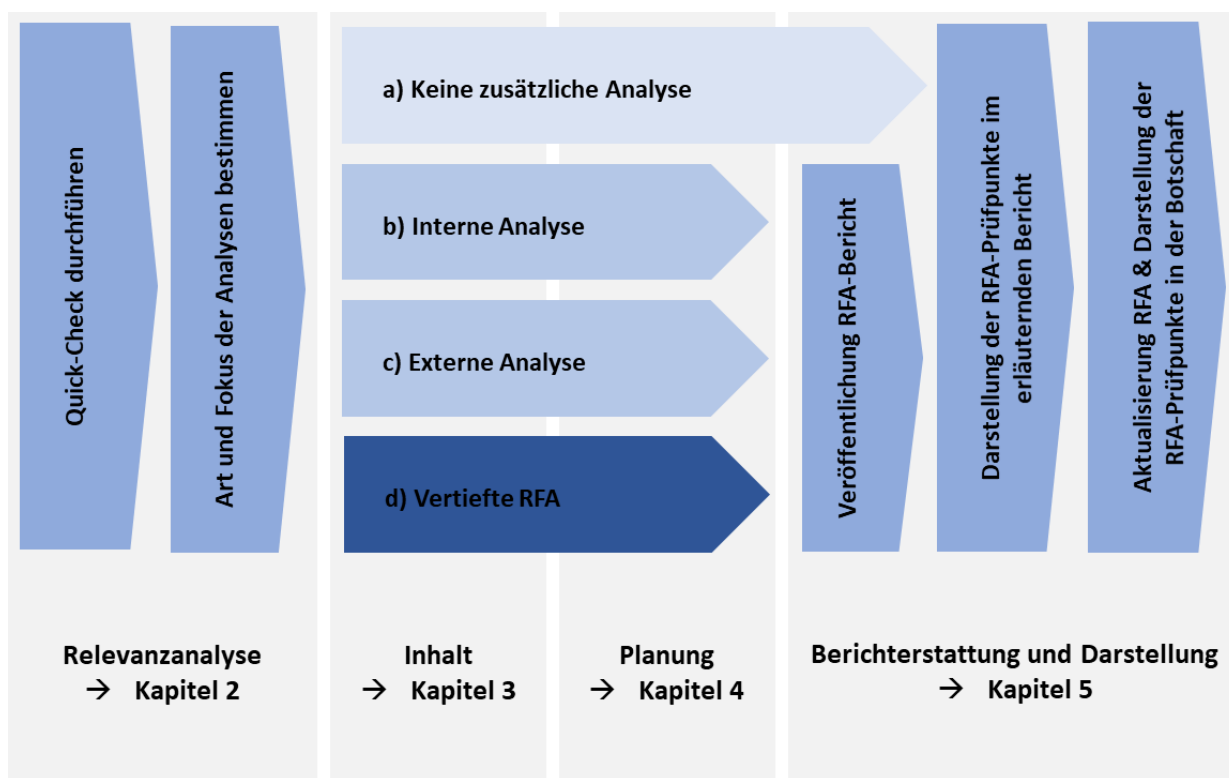 Quick-Check durchführen
Art und Fokus der Analysen bestimmen
a) Keine zusätzliche Analyse
b) Interne Analyse
c) Externe Analyse
d) Vertiefte RFA
Veröffentlichung RFA-Bericht
Darstellung der RFA-Prüfpunkte im
erläuternden Bericht
Aktualisierung RFA & Darstellung der
RFA-Prüfpunkte in der Botschaft
Relevanzanalyse
→ Kapitel 2
Inhalt
→ Kapitel 3
Planung
→ Kapitel 4
Berichterstattung und Darstellung
→ Kapitel 5